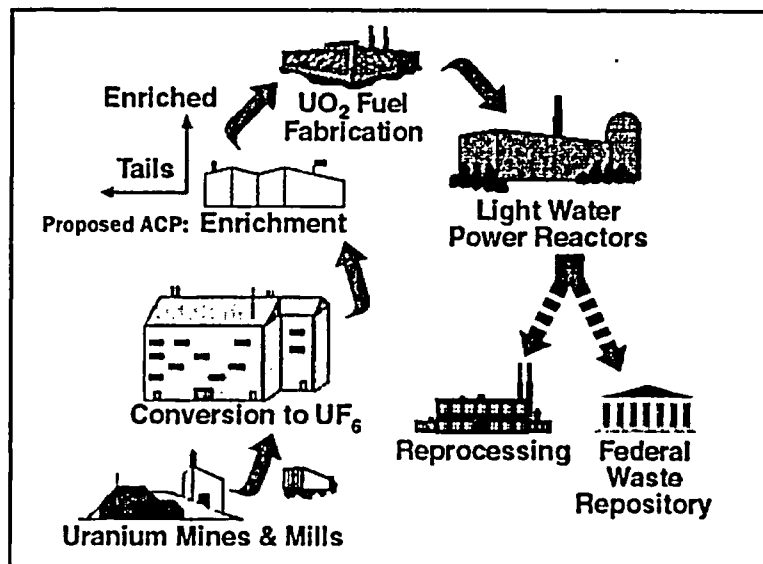 Enriched
UO₂ Fuel
Fabrication
Tails
Proposed ACP: Enrichment
Light Water
Power Reactors
Conversion to UF₆
Reprocessing
Federal
Waste
Repository
Uranium Mines & Mills